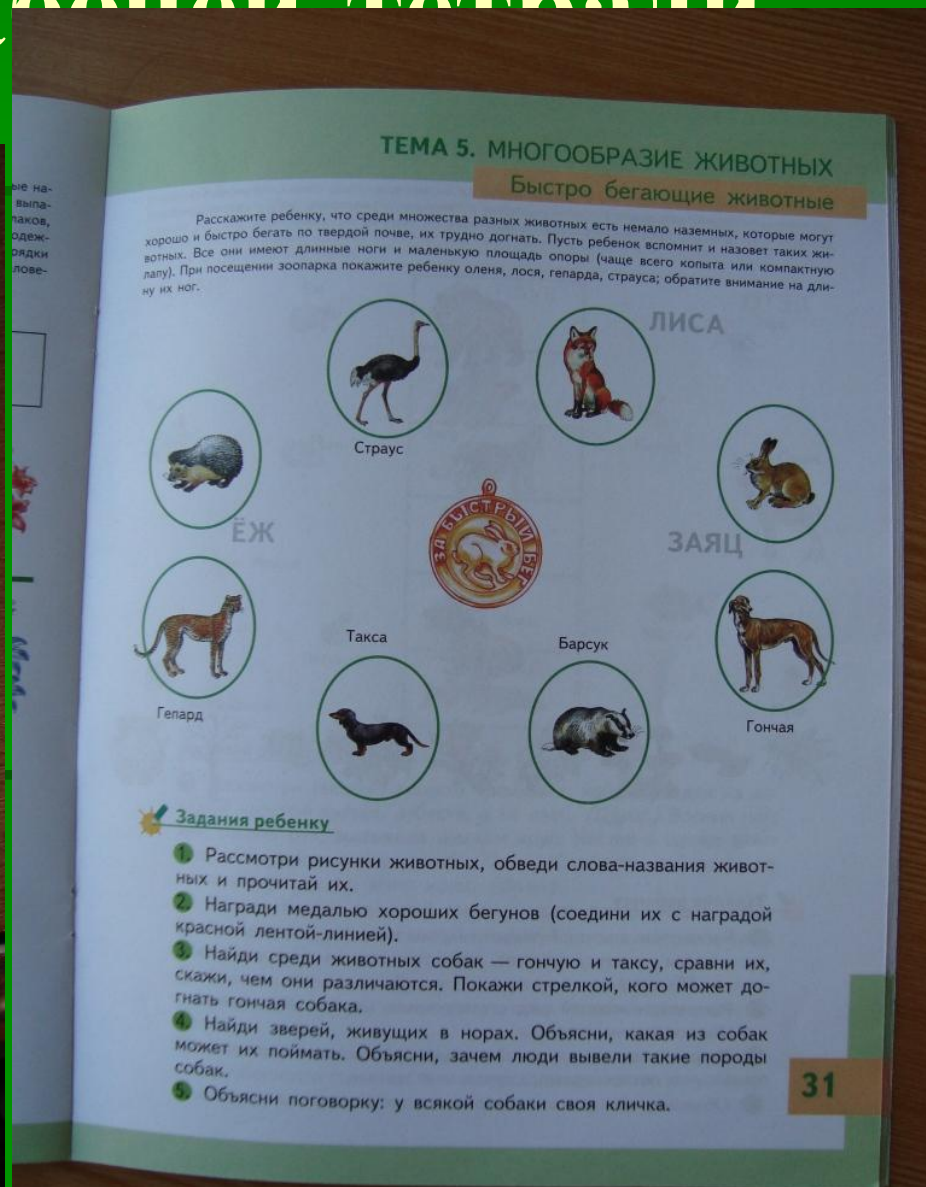 ые на-
выпа-
лаков,
одеж-
рядки
лове-
ТЕМА 5. МНОГООБРАЗИЕ ЖИВОТНЫХ
Быстро бегающие животные
Расскажите ребенку, что среди множества разных животных есть немало наземных, которые могут
хорошо и быстро бегать по твердой почве, их трудно догнать. Пусть ребенок вспомнит и назовет таких жи-
вотных. Все они имеют длинные ноги и маленькую площадь опоры (чаще всего копыта или компактную
лапу). При посещении зоопарка покажите ребенку оленя, лося, гепарда, страуса; обратите внимание на дли-
ну их ног.
ЛИСА
Страус
ЁЖ
ЗА БЫСТРЫЙ БЕГ
ЗАЯЦ
Такса
Барсук
Гепард
Гончая
Задания ребенку
1. Рассмотри рисунки животных, обведи слова-названия живот-
ных и прочитай их.
2. Награди медалью хороших бегунов (соедини их с наградой
красной лентой-линией).
3. Найди среди животных собак — гончую и таксу, сравни их,
скажи, чем они различаются. Покажи стрелкой, кого может до-
гнать гончая собака.
4. Найди зверей, живущих в норах. Объясни, какая из собак
может их поймать. Объясни, зачем люди вывели такие породы
собак.
5. Объясни поговорку: у всякой собаки своя кличка.
31